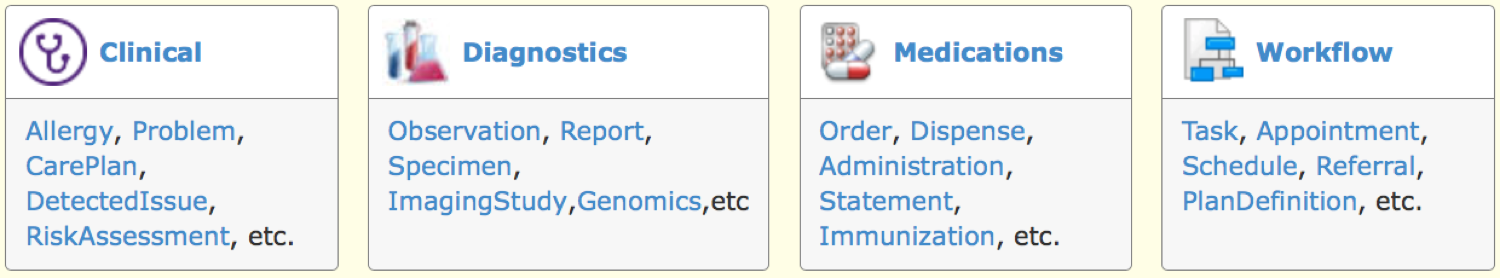 Clinical
Allergy, Problem,
CarePlan,
DetectedIssue,
RiskAssessment, etc.
Diagnostics
Observation, Report,
Specimen,
ImagingStudy,Genomics,etc
Medications
Order, Dispense,
Administration,
Statement,
Immunization, etc.
Workflow
Task, Appointment,
Schedule, Referral,
PlanDefinition, etc.